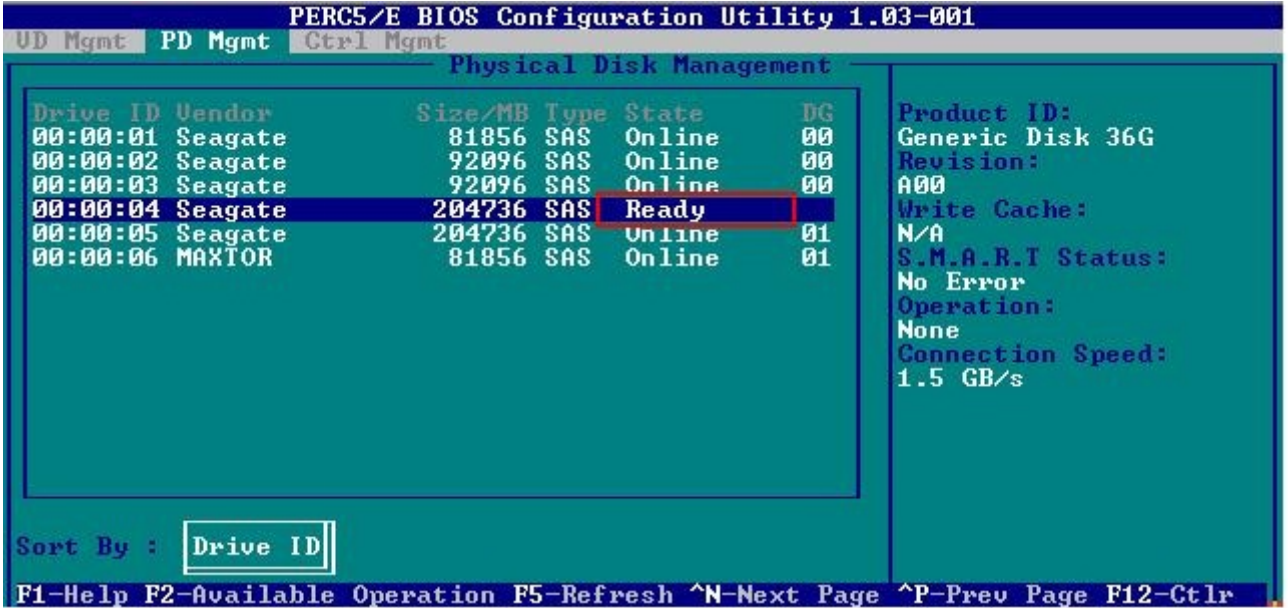 PERC5/E BIOS Configuration Utility 1.03-001
VD Mgmt PD Mgmt Ctrl Mgmt
Physical Disk Management
Drive ID Vendor Size/MB Type State DG
00:00:01 Seagate 81856 SAS Online 00
00:00:02 Seagate 92096 SAS Online 00
00:00:03 Seagate 92096 SAS Online 00
00:00:04 Seagate 204736 SAS Ready
00:00:05 Seagate 204736 SAS Online 01
00:00:06 MAXTOR 81856 SAS Online 01
Product ID:
Generic Disk 36G
Revision:
A00
Write Cache:
N/A
S.M.A.R.T Status:
No Error
Operation:
None
Connection Speed:
1.5 GB/s
Sort By : Drive ID
F1-Help F2-Available Operation F5-Refresh ^N-Next Page ^P-Prev Page F12-Ctlr